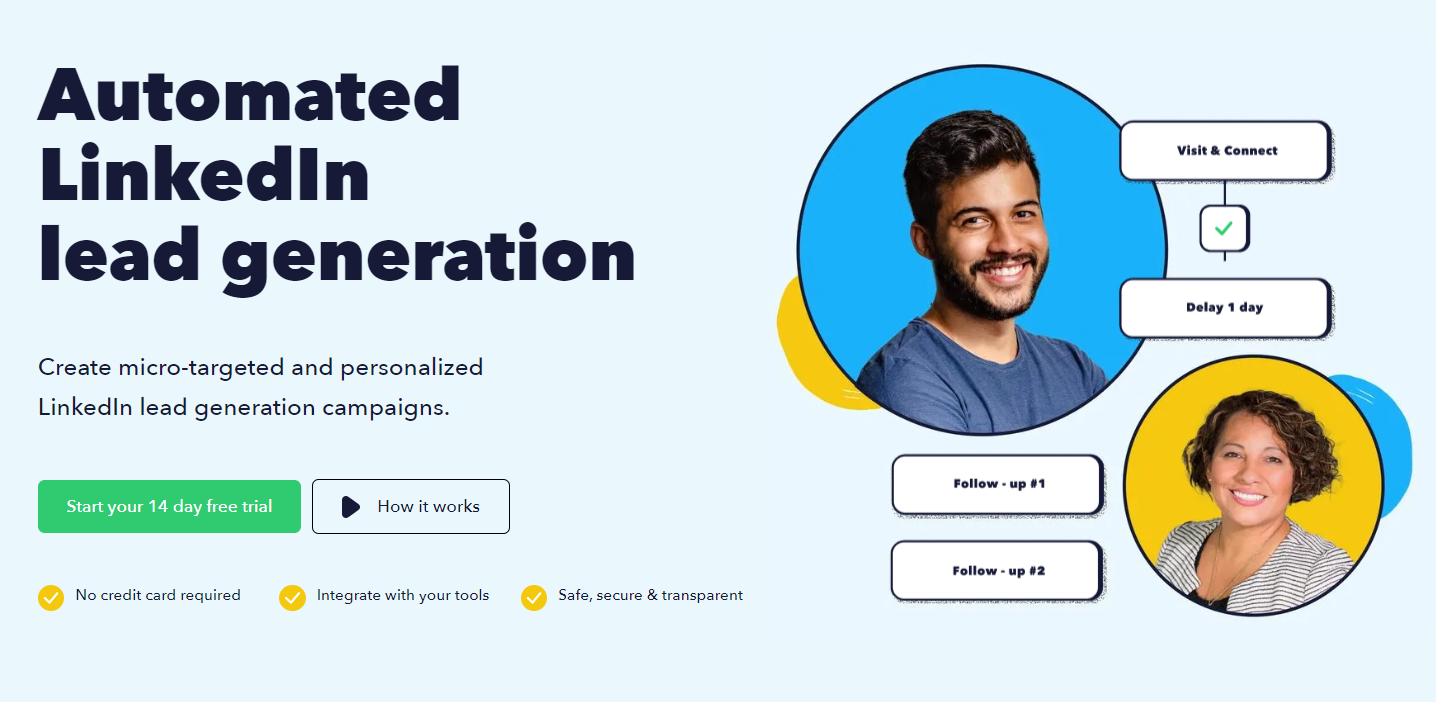 Automated
LinkedIn
lead generation
Create micro-targeted and personalized
LinkedIn lead generation campaigns.
Start your 14 day free trial
How it works
No credit card required
Integrate with your tools
Safe, secure & transparent
Visit & Connect
Delay 1 day
Follow - up #1
Follow - up #2